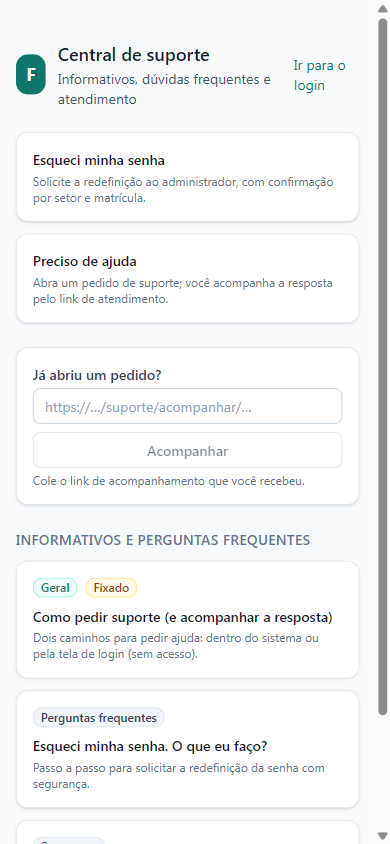 F
Central de suporte
Informativos, dúvidas frequentes e
atendimento
Ir para o
login
Esqueci minha senha
Solicite a redefinição ao administrador, com confirmação
por setor e matrícula.
Preciso de ajuda
Abra um pedido de suporte; você acompanha a resposta
pelo link de atendimento.
Já abriu um pedido?
https://.../suporte/acompanhar/...
Acompanhar
Cole o link de acompanhamento que você recebeu.
INFORMATIVOS E PERGUNTAS FREQUENTES
Geral
Fixado
Como pedir suporte (e acompanhar a resposta)
Dois caminhos para pedir ajuda: dentro do sistema ou
pela tela de login (sem acesso).
Perguntas frequentes
Esqueci minha senha. O que eu faço?
Passo a passo para solicitar a redefinição da senha com
segurança.